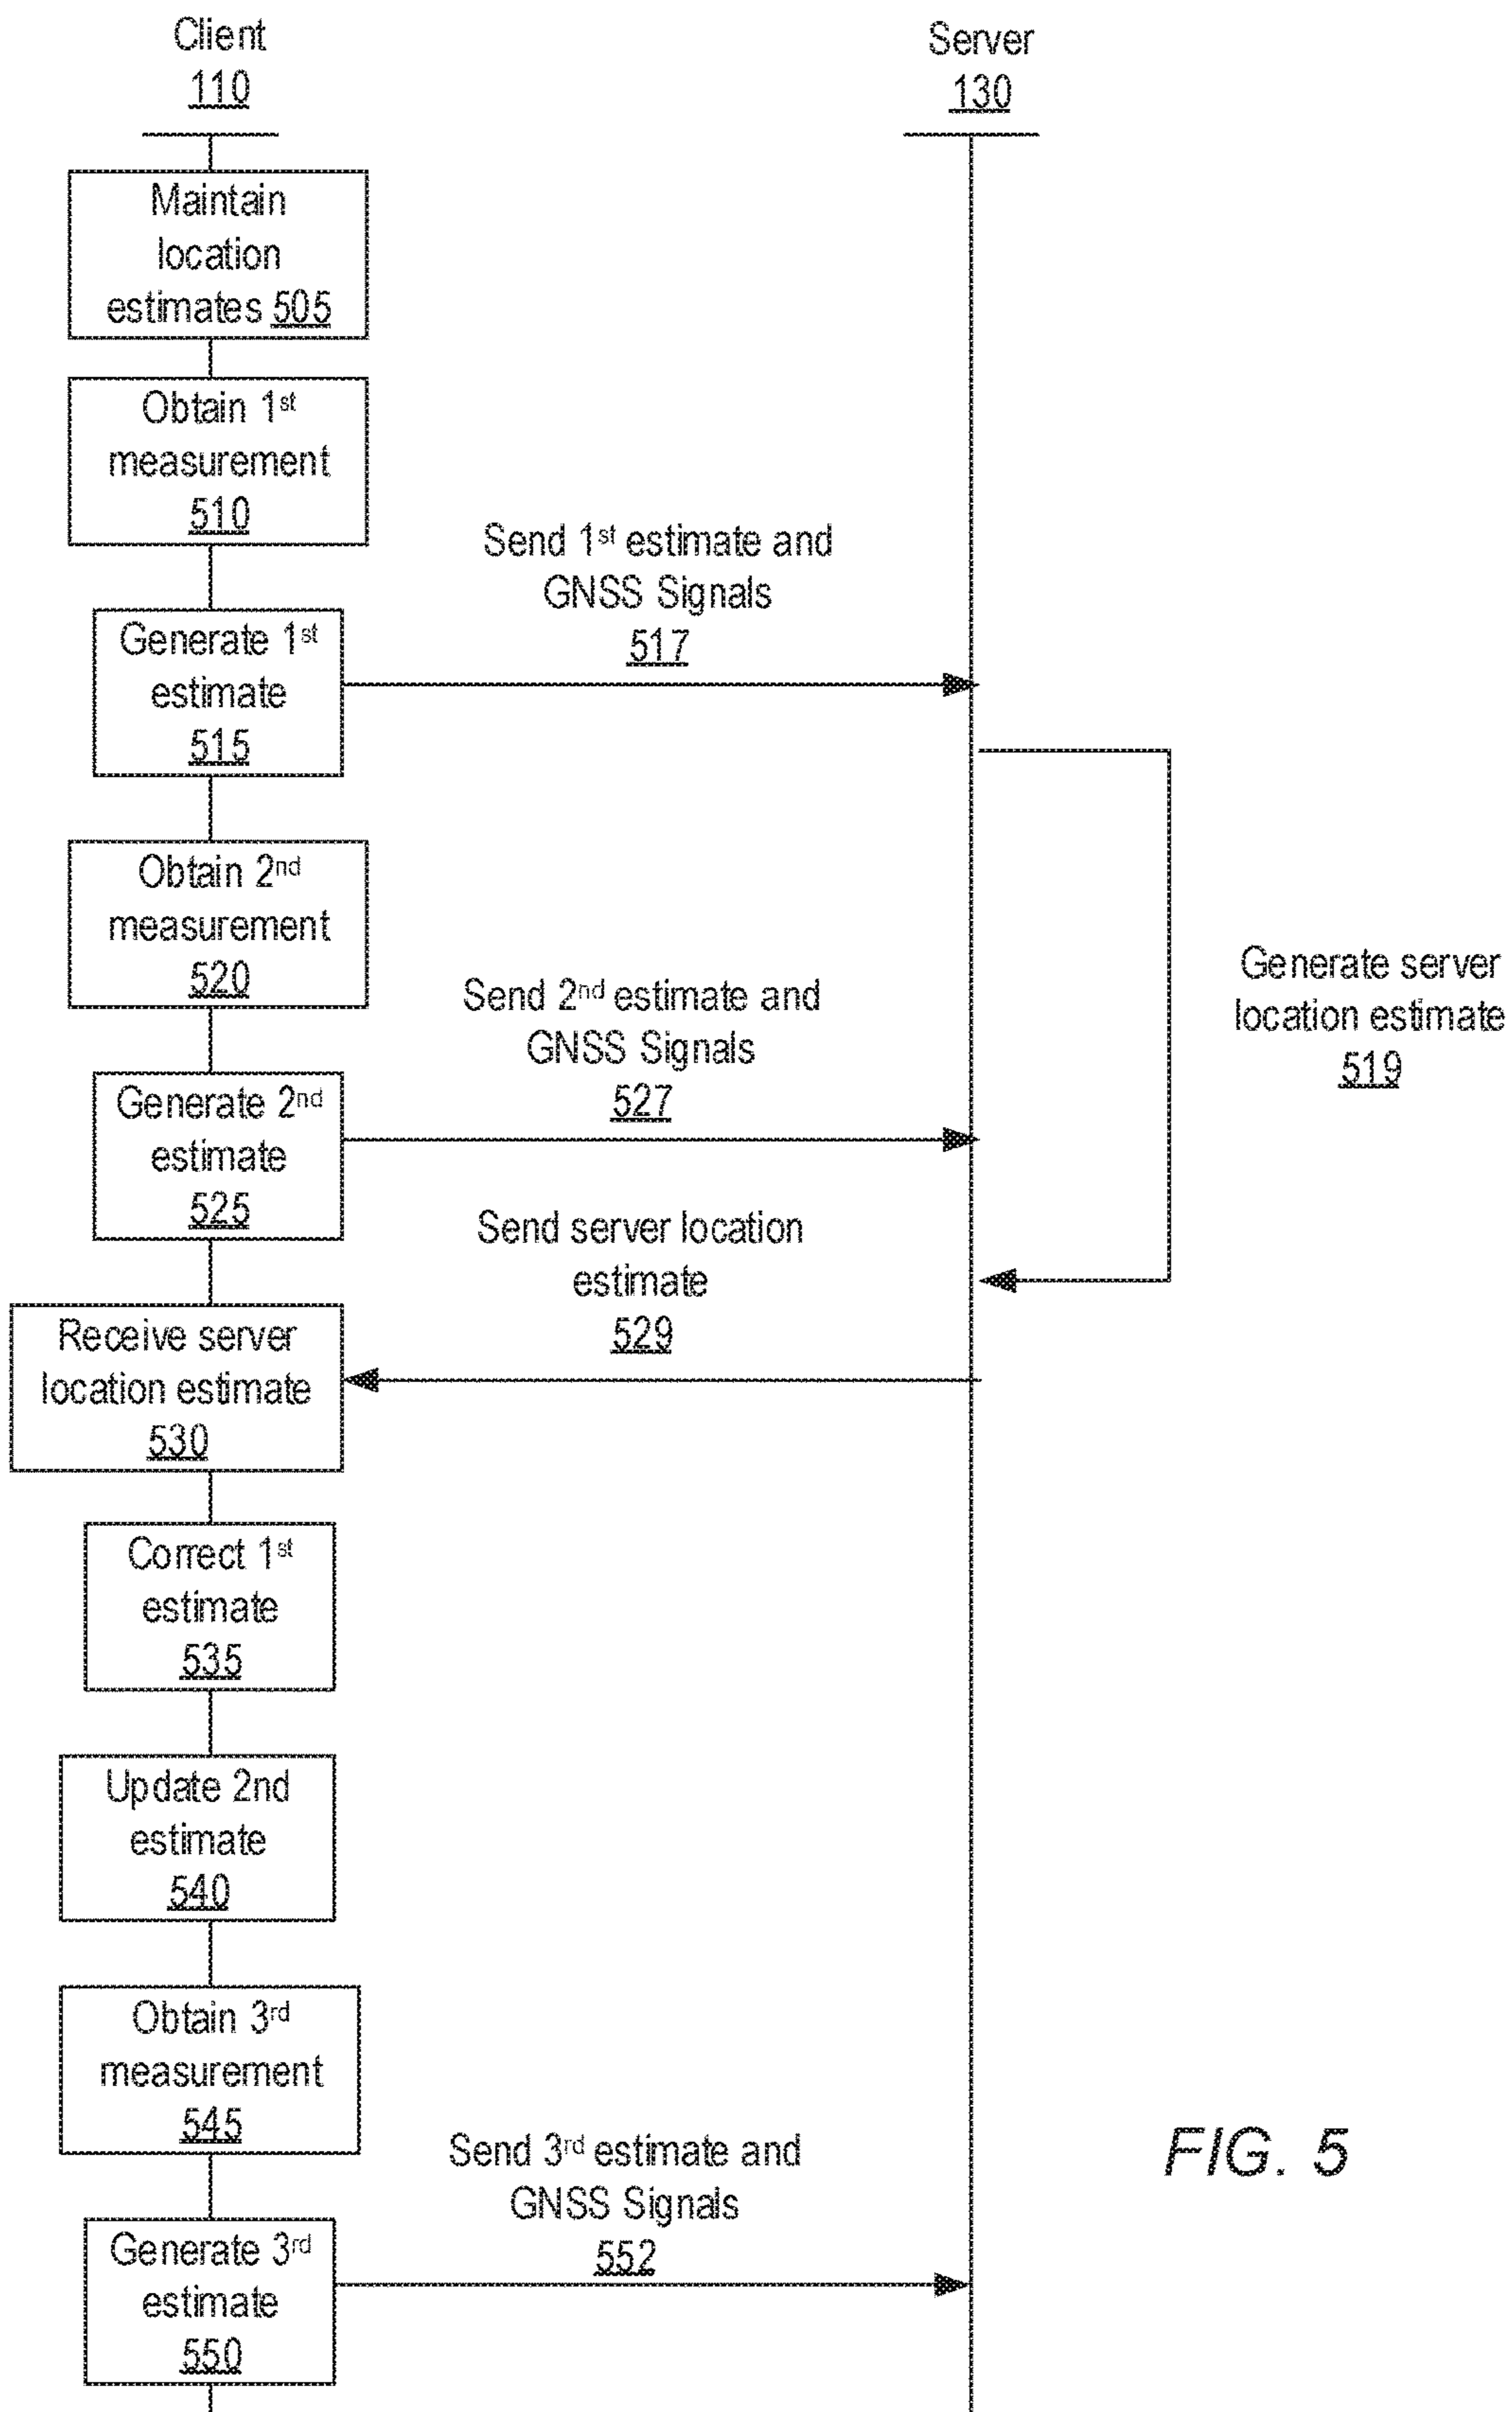 Client
110
Server
130
Maintain
location
estimates 505
Obtain 1st
measurement
510
Send 1st estimate and
GNSS Signals
517
Generate 1st
estimate
515
Obtain 2nd
measurement
520
Generate server
location estimate
519
Send 2nd estimate and
GNSS Signals
527
Generate 2nd
estimate
525
Send server location
estimate
529
Receive server
location estimate
530
Correct 1st
estimate
535
Update 2nd
estimate
540
Obtain 3rd
measurement
545
Send 3rd estimate and
GNSS Signals
552
Generate 3rd
estimate
550
FIG. 5